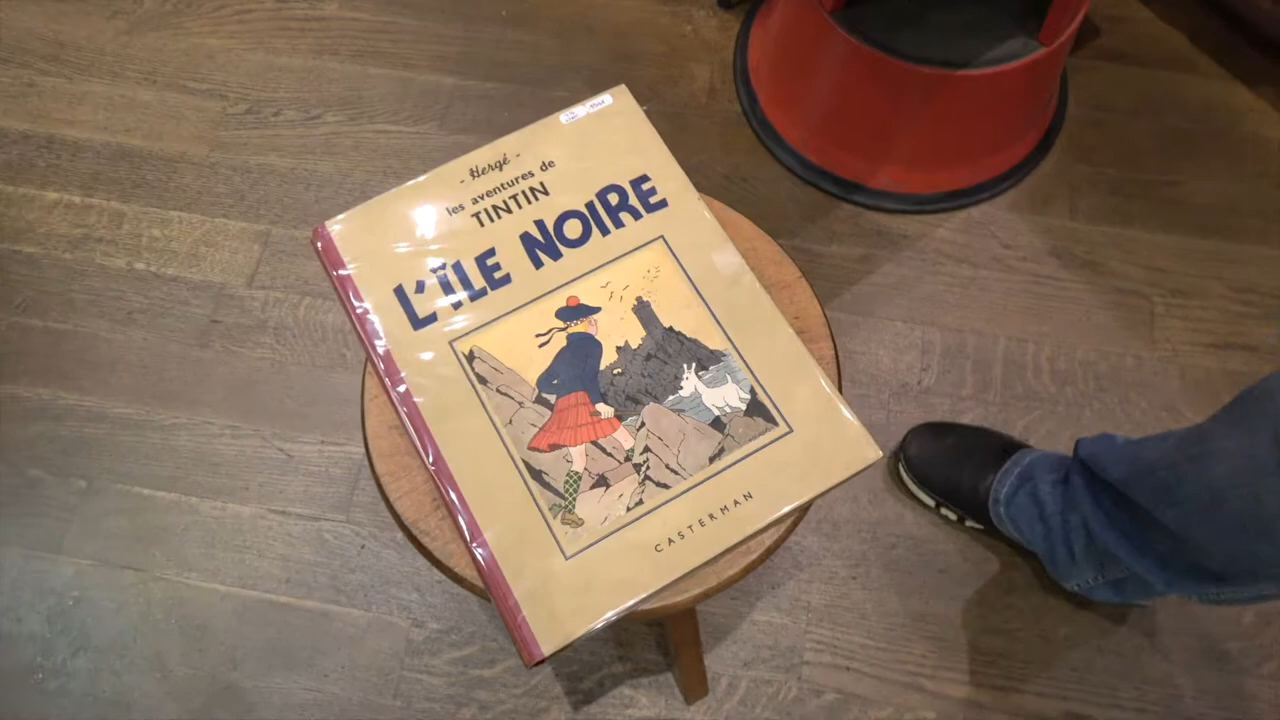 - Hergé -
les aventures de
TINTIN
L'ÎLE NOIRE
CASTERMAN